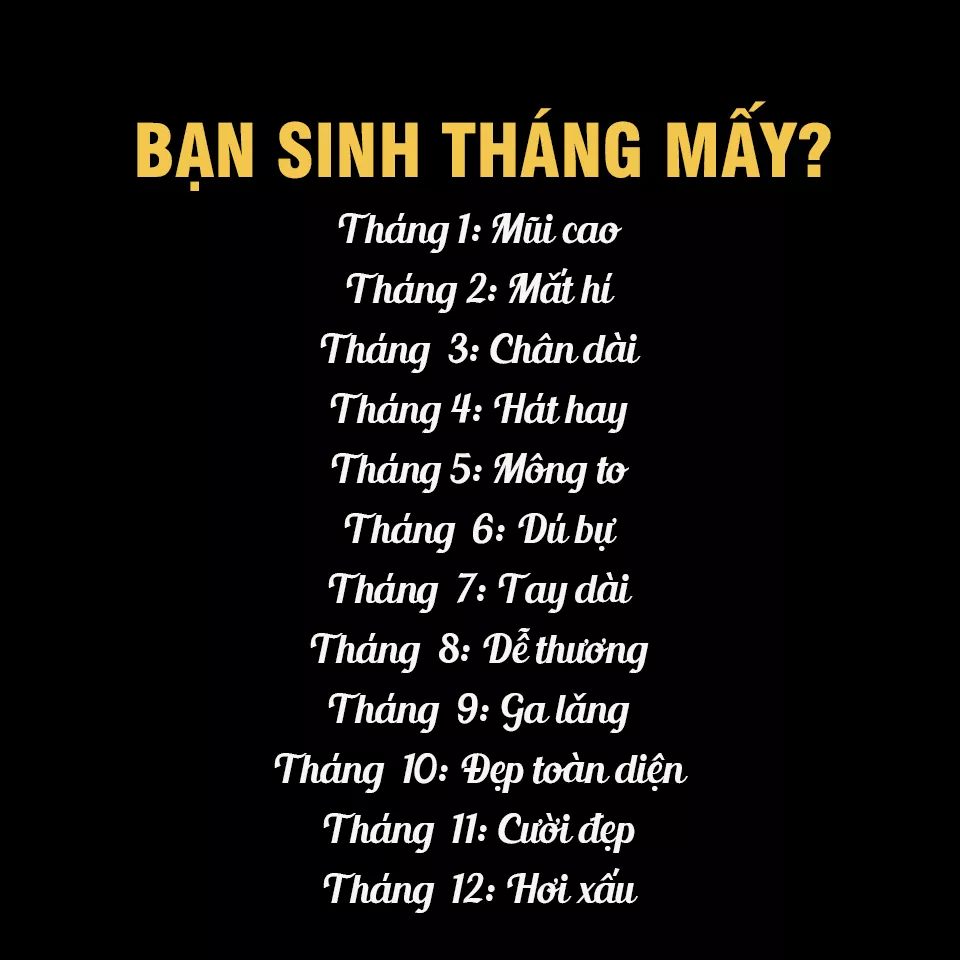 BẠN SINH THÁNG MẤY?
Tháng 1: Mũi cao
Tháng 2: Mắt hí
Tháng 3: Chân dài
Tháng 4: Hát hay
Tháng 5: Mông to
Tháng 6: Dú bự
Tháng 7: Tay dài
Tháng 8: Dễ thương
Tháng 9: Ga lăng
Tháng 10: Đẹp toàn diện
Tháng 11: Cười đẹp
Tháng 12: Hơi xấu